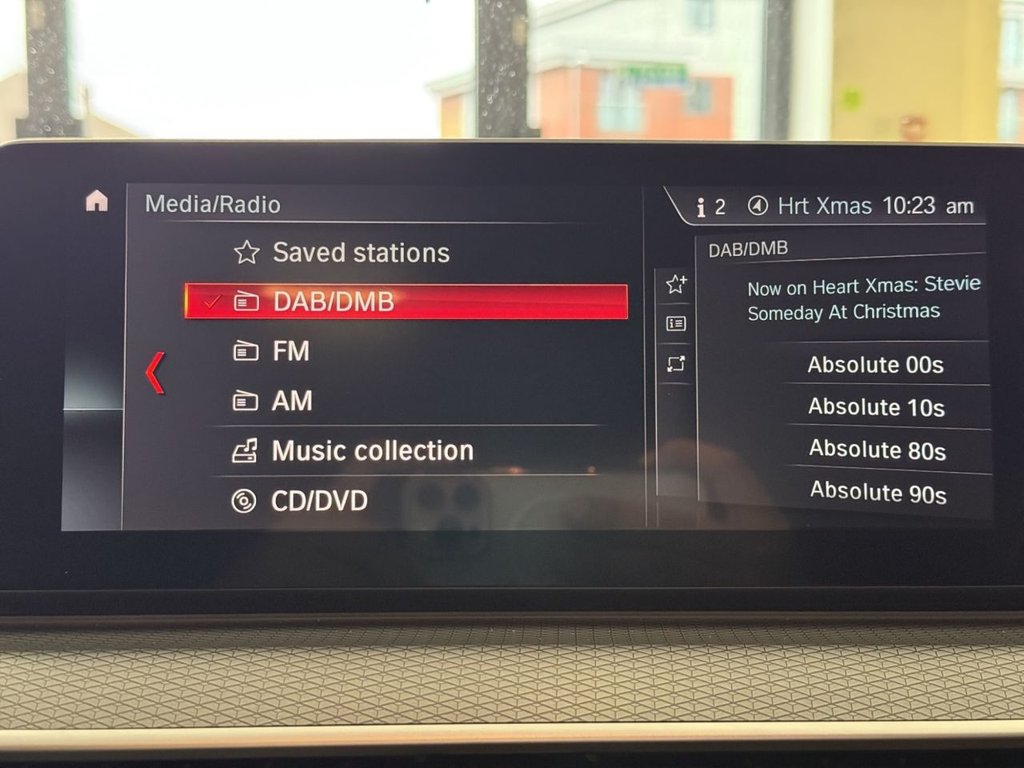 Media/Radio
i 2 Hrt Xmas 10:23 am
Saved stations
DAB/DMB
FM
AM
Music collection
CD/DVD
DAB/DMB
Now on Heart Xmas: Stevie
Someday At Christmas
Absolute 00s
Absolute 10s
Absolute 80s
Absolute 90s